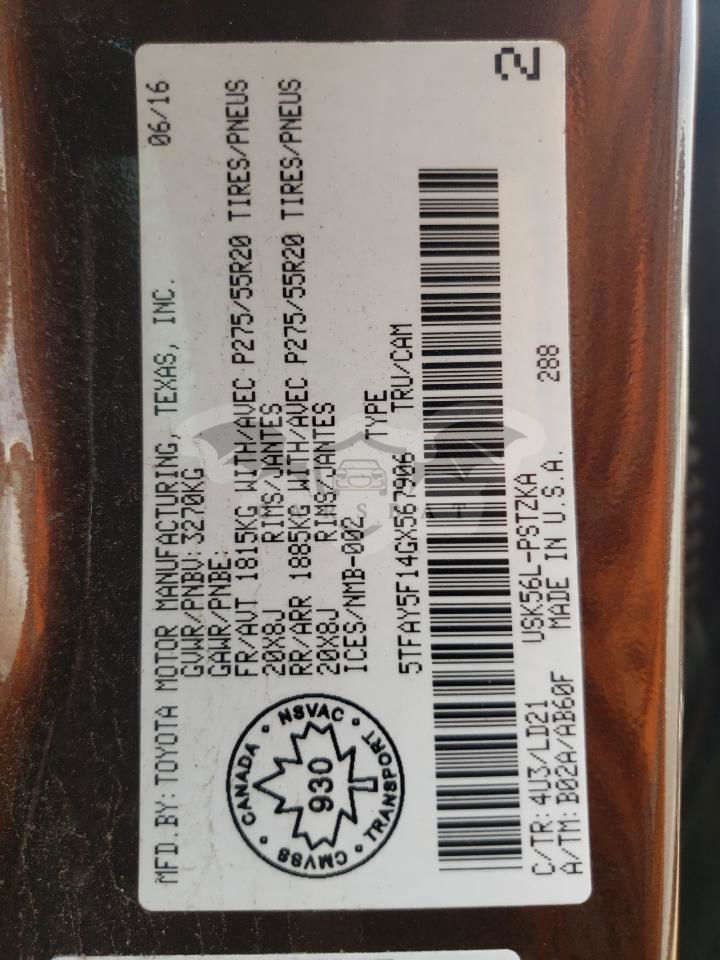 MFD.BY: TOYOTA MOTOR MANUFACTURING, TEXAS, INC. 06/16
GVWR/PNBV: 3270KG
GAWR/PNBE:
FR/AVT 1815KG WITH/AVEC P275/55R20 TIRES/PNEUS
20X8J RIMS/JANTES
RR/ARR 1885KG WITH/AVEC P275/55R20 TIRES/PNEUS
20X8J RIMS/JANTES
ICES/NMB-002 TYPE
5TFAY5F14GX567906 TRU/CAM
CANADA • NSVAC • TRANSPORT • CMVSS •
930
C/TR: 4U3/LD21 USK56L-PSTZKA 288
A/TM: B02A/AB60F MADE IN U.S.A.
2